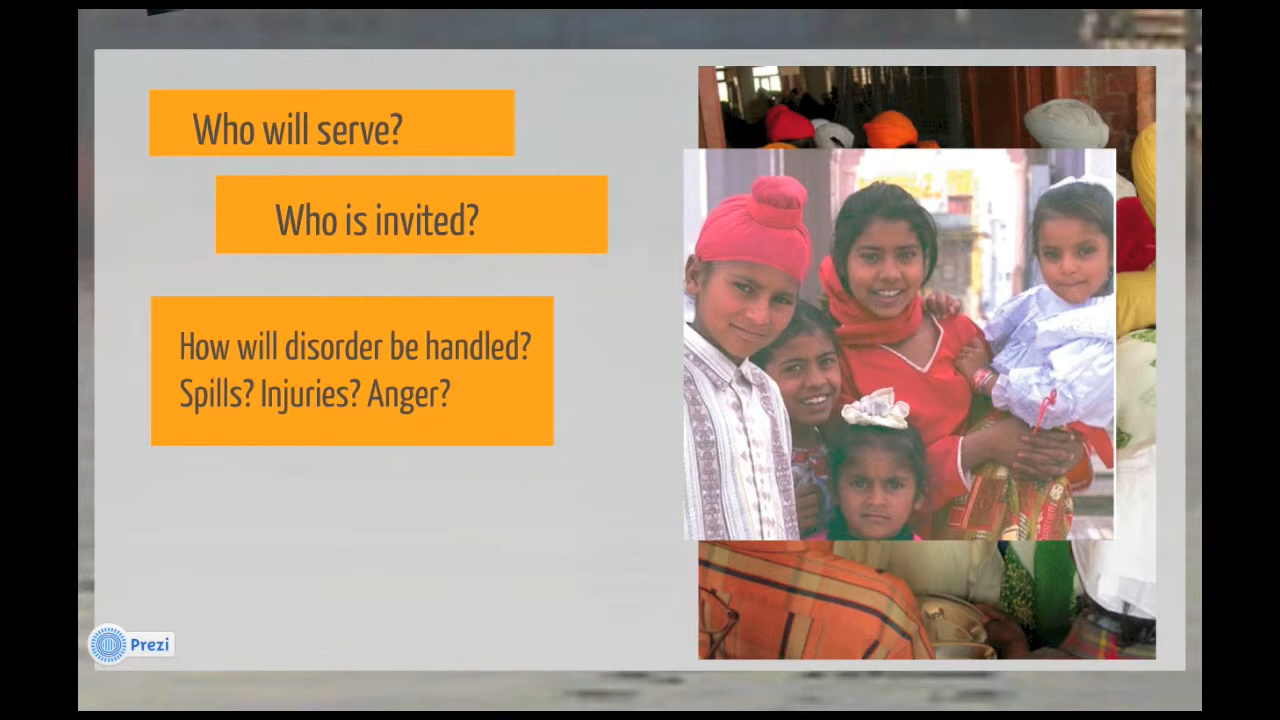 Who will serve?
Who is invited?
How will disorder be handled?
Spills? Injuries? Anger?
Prezi